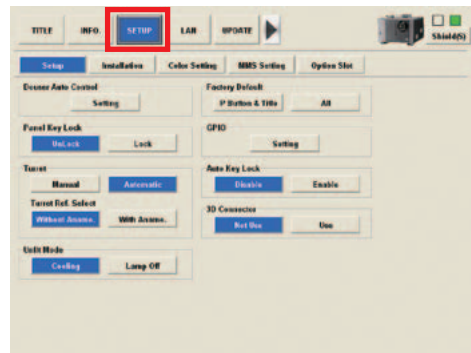 TITLE INFO. SETUP LAN UPDATE Shield(S)
Setup Installation Color Setting MMS Setting Option Slot
Douser Auto Control Factory Default
Setting P Button & Title All
Panel Key Lock GPIO
UnLock Lock Setting
Turret Auto Key Lock
Manual Automatic Disable Enable
Turret Ref. Select 3D Connector
Without Anamo. With Anamo. Not Use Use
UnLit Mode
Cooling Lamp Off